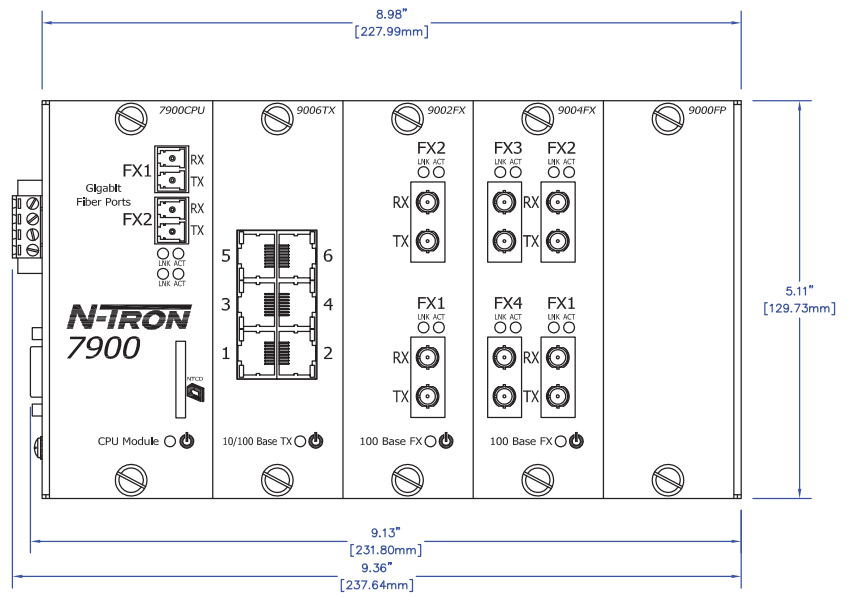 8.98"
[227.99mm]
7900CPU
9006TX
9002FX
9004FX
9000FP
FX1
RX
TX
Gigabit
Fiber Ports
FX2
RX
TX
LNK ACT
LNK ACT
N-TRON
7900
NTCD
CPU Module
5
6
3
4
1
2
10/100 Base TX
FX2
LNK ACT
RX
TX
FX1
LNK ACT
RX
TX
100 Base FX
FX3
FX2
LNK ACT
LNK ACT
RX
TX
FX4
FX1
LNK ACT
LNK ACT
RX
TX
100 Base FX
5.11"
[129.73mm]
9.13"
[231.80mm]
9.36"
[237.64mm]